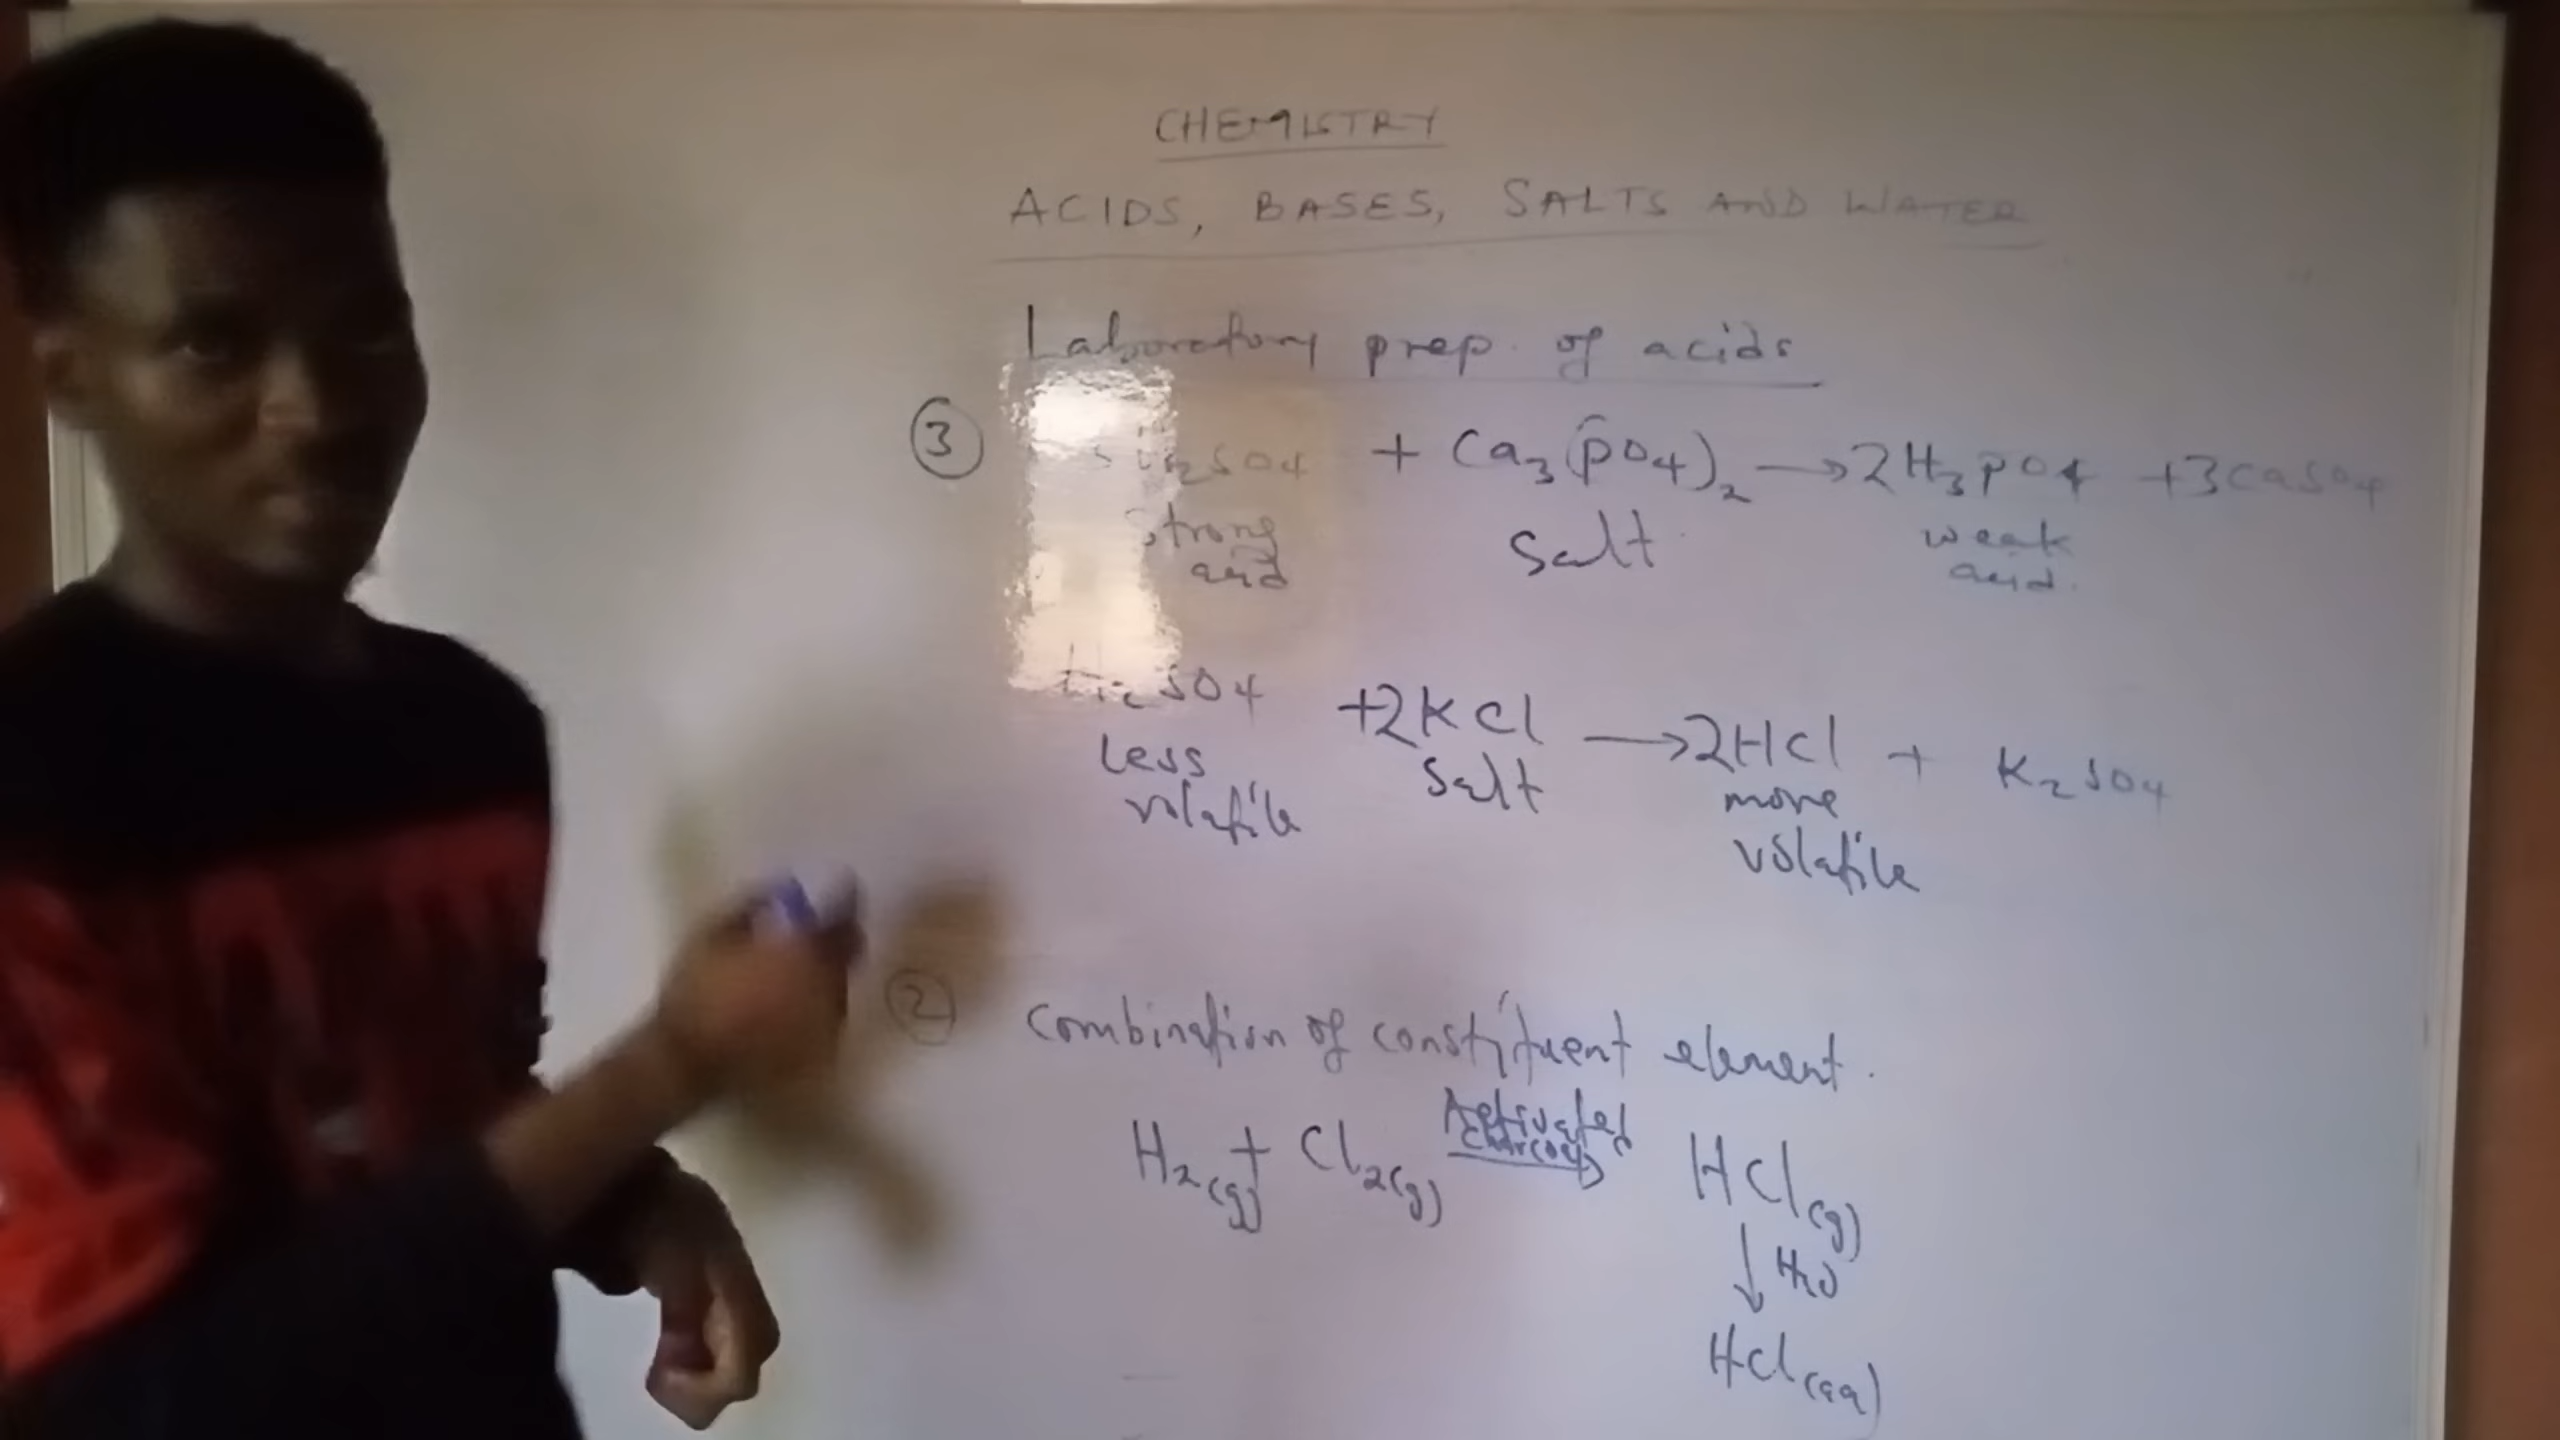 CHEMISTRY
ACIDS, BASES, SALTS AND WATER
Laboratory prep. of acids
③ H₂SO₄ + Ca₃(PO₄)₂ → 2H₃PO₄ + 3CaSO₄
Strong acid salt weak acid.
H₂SO₄ + 2KCl → 2HCl + K₂SO₄
Less volatile Salt more volatile
② Combination of constituent element.
Activated charcoal
H₂(g) + Cl₂(g) → HCl(g)
↓ H₂O
HCl(aq)